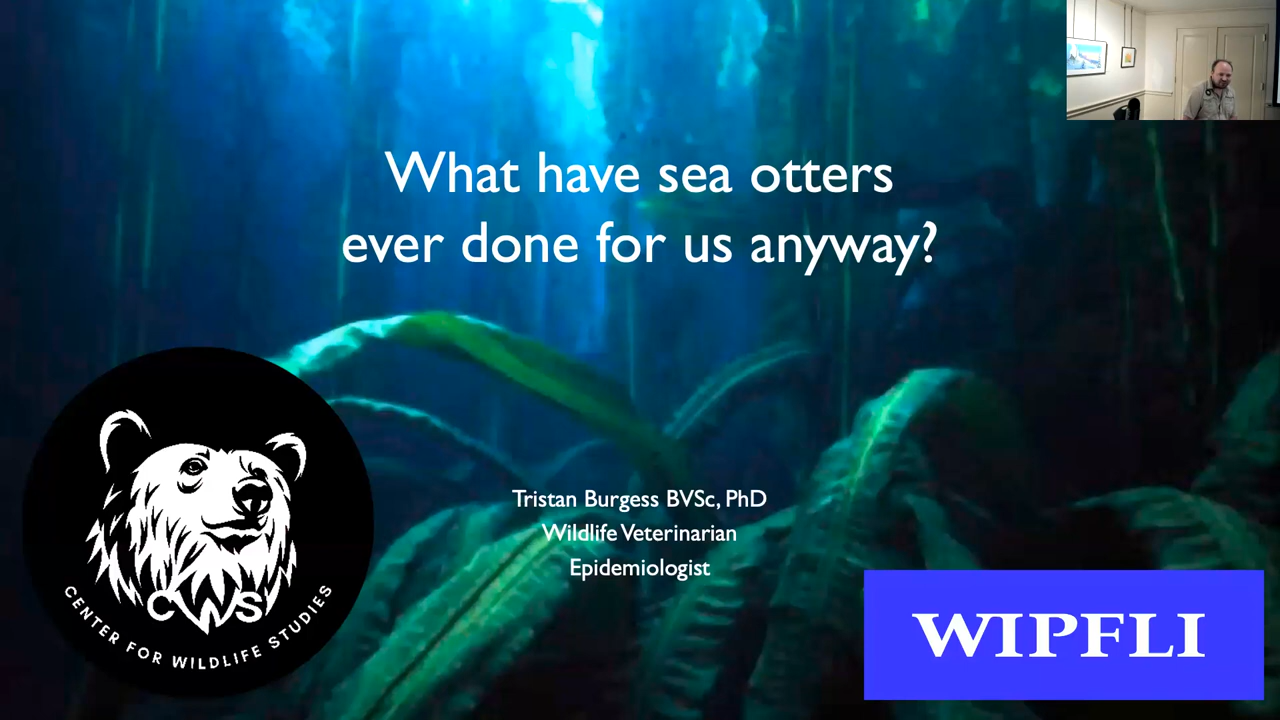 What have sea otters
ever done for us anyway?
Tristan Burgess BVSc, PhD
Wildlife Veterinarian
Epidemiologist
CWS
CENTER FOR WILDLIFE STUDIES
WIPFLI